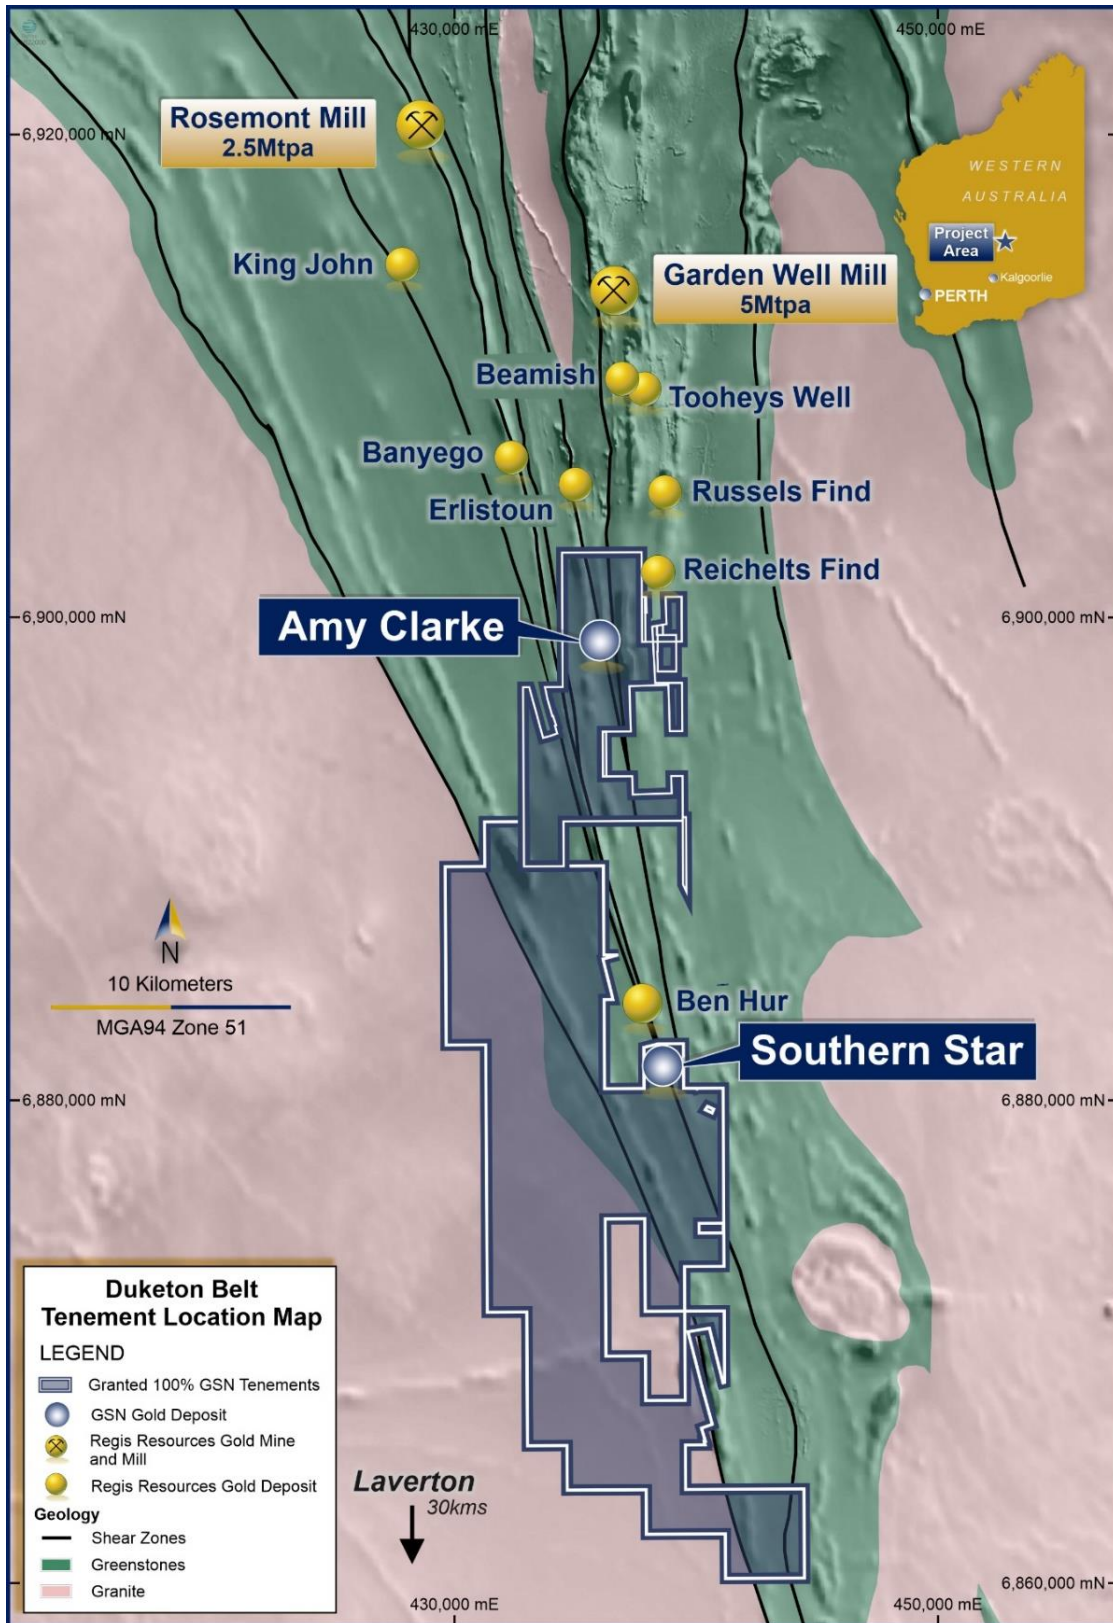 430,000 mE
450,000 mE
Rosemont Mill
2.5Mtpa
6,920,000 mN
WESTERN
AUSTRALIA
Project
Area
Kalgoorlie
PERTH
King John
Garden Well Mill
5Mtpa
Beamish
Tooheys Well
Banyego
Erlistoun
Russels Find
Reichelts Find
6,900,000 mN
6,900,000 mN
Amy Clarke
N
10 Kilometers
MGA94 Zone 51
Ben Hur
Southern Star
6,880,000 mN
6,880,000 mN
Duketon Belt
Tenement Location Map
LEGEND
Granted 100% GSN Tenements
GSN Gold Deposit
Regis Resources Gold Mine
and Mill
Regis Resources Gold Deposit
Geology
Shear Zones
Greenstones
Granite
Laverton
30kms
6,860,000 mN
430,000 mE
450,000 mE